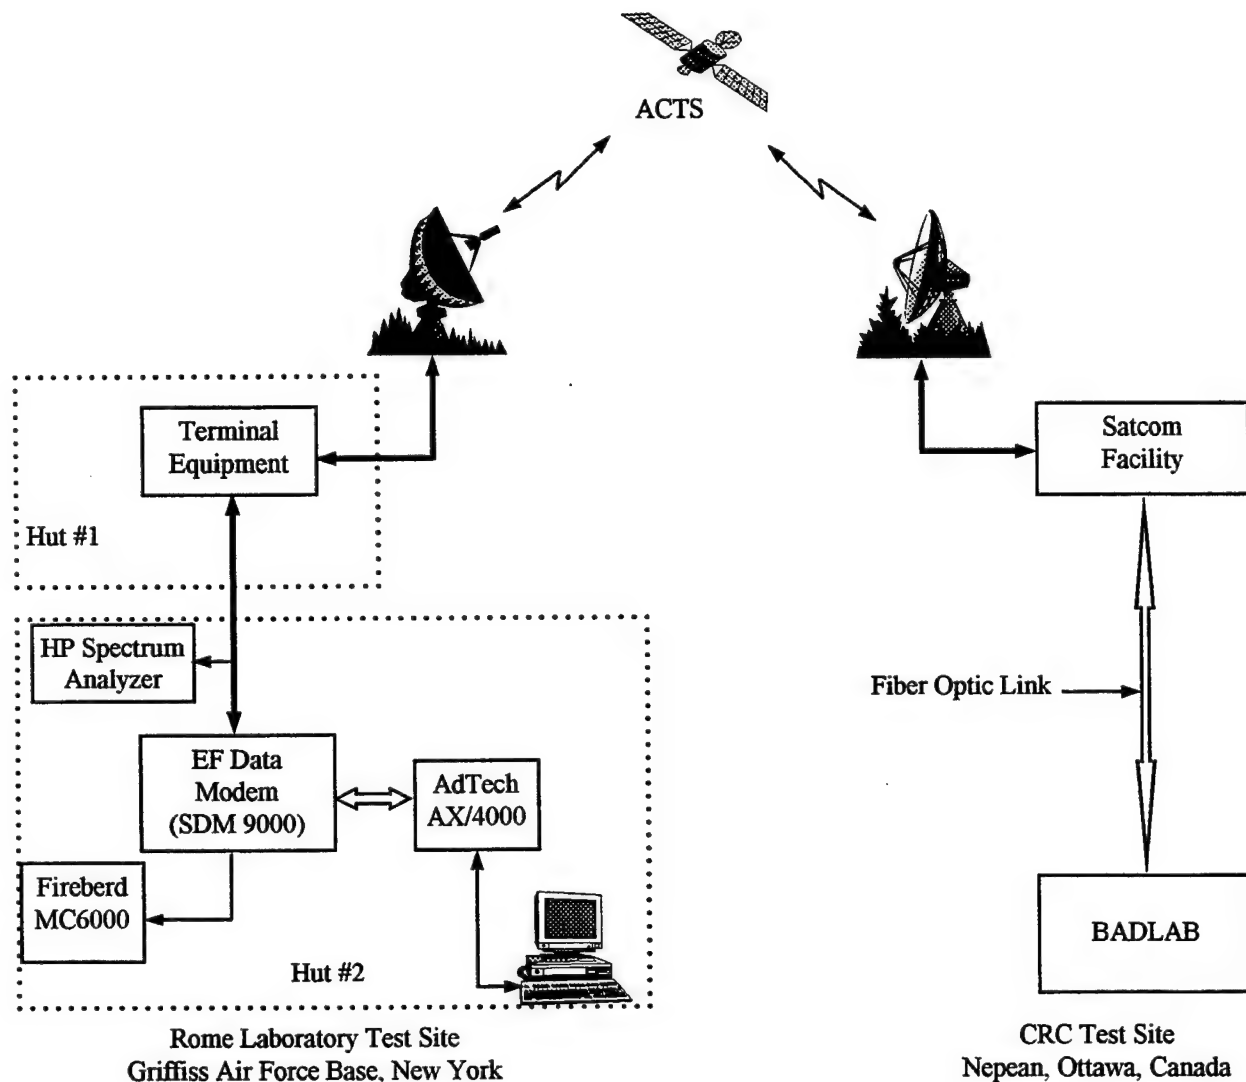 ACTS
Terminal
Equipment
Hut #1
HP Spectrum
Analyzer
EF Data
Modem
(SDM 9000)
AdTech
AX/4000
Fireberd
MC6000
Hut #2
Rome Laboratory Test Site
Griffiss Air Force Base, New York
Satcom
Facility
Fiber Optic Link
BADLAB
CRC Test Site
Nepean, Ottawa, Canada